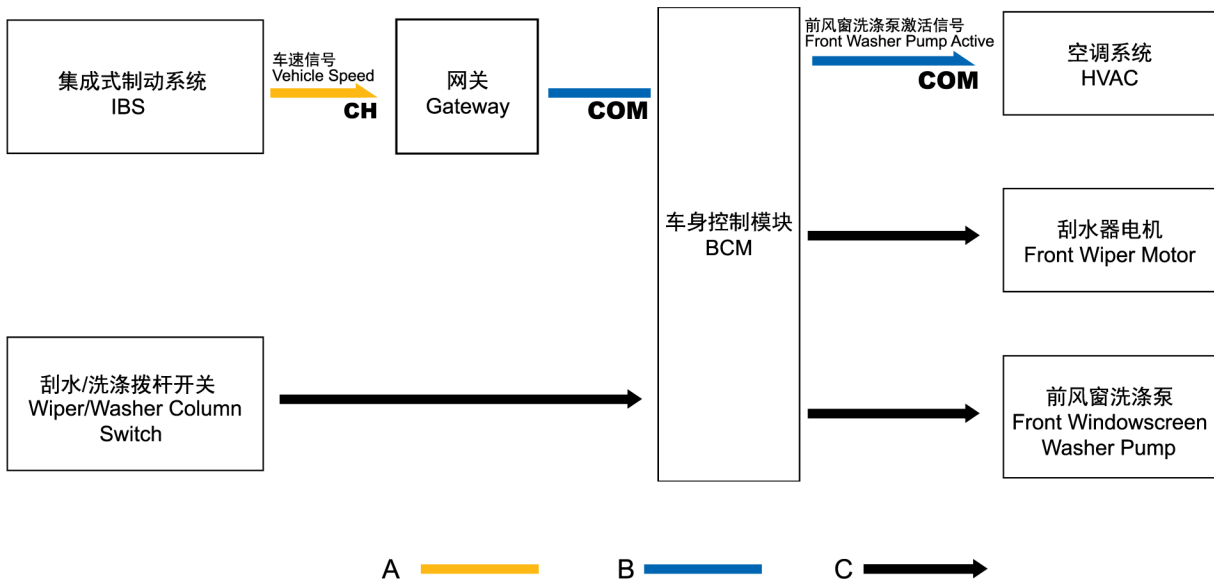 集成式制动系统
IBS
车速信号
Vehicle Speed
CH
网关
Gateway
COM
车身控制模块
BCM
前风窗洗涤泵激活信号
Front Washer Pump Active
COM
空调系统
HVAC
刮水器电机
Front Wiper Motor
刮水/洗涤拨杆开关
Wiper/Washer Column
Switch
前风窗洗涤泵
Front Windowscreen
Washer Pump
A
B
C